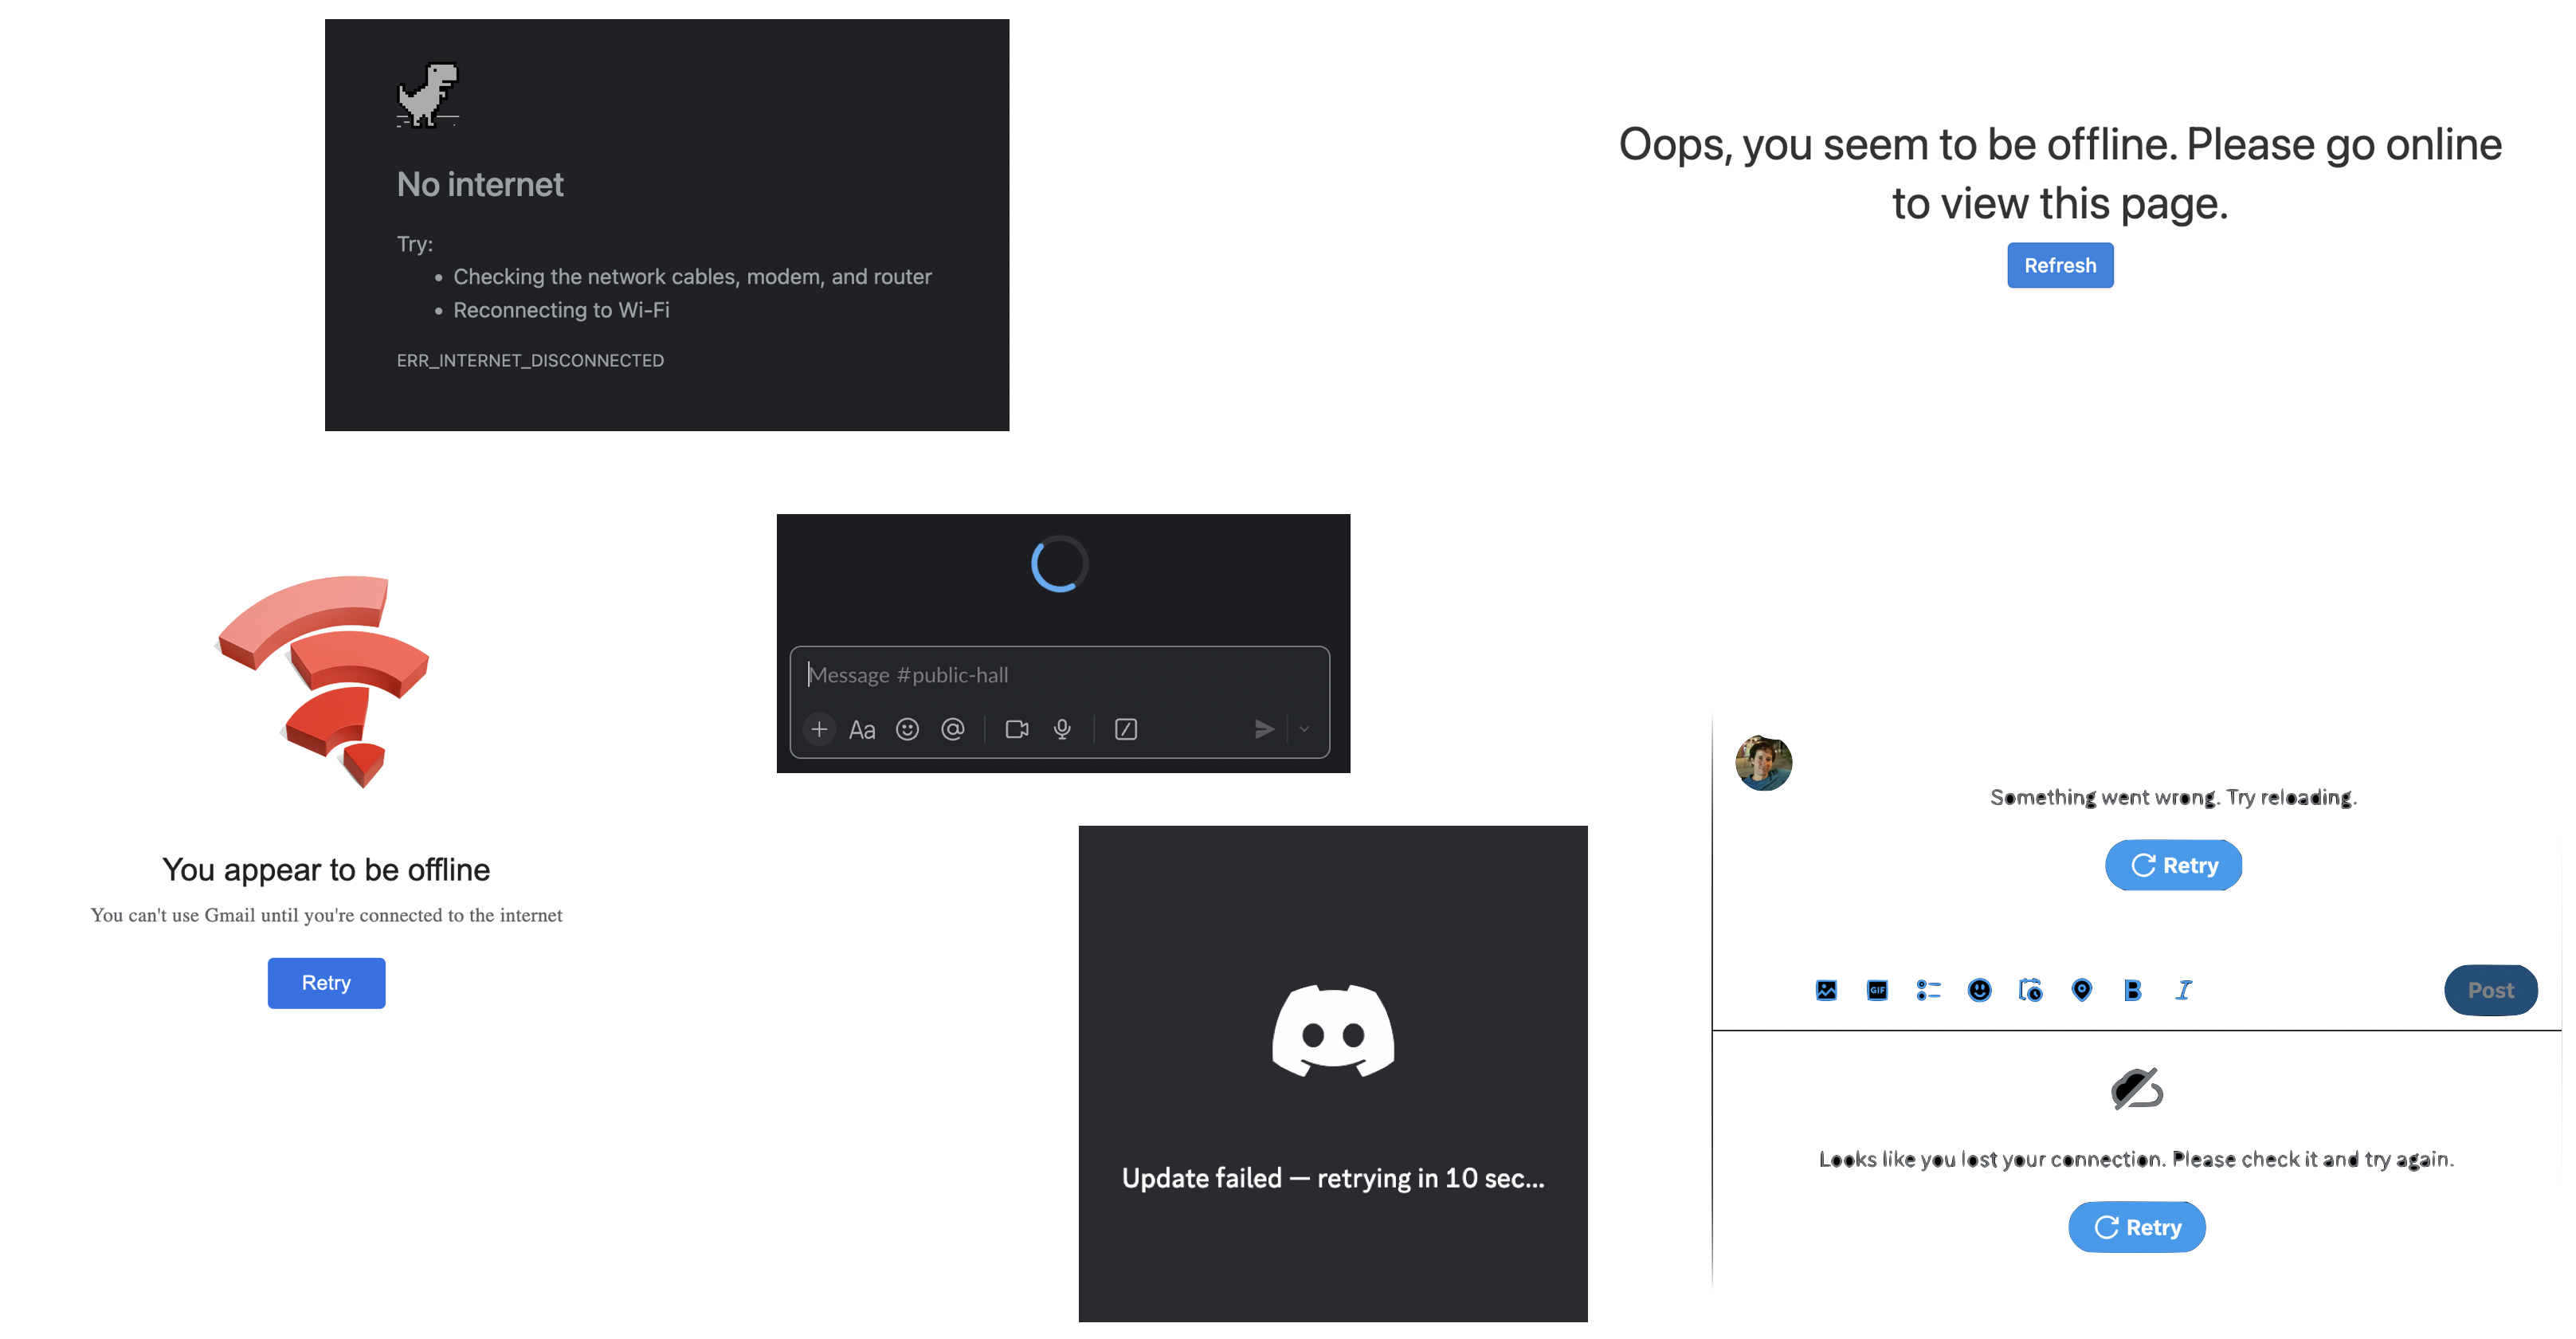 No internet
Try:
• Checking the network cables, modem, and router
• Reconnecting to Wi-Fi
ERR_INTERNET_DISCONNECTED
Oops, you seem to be offline. Please go online
to view this page.
Refresh
You appear to be offline
You can't use Gmail until you're connected to the internet
Retry
Message #public-hall
Aa
@
Update failed — retrying in 10 sec...
Something went wrong. Try reloading.
Retry
GIF
B
I
Post
Looks like you lost your connection. Please check it and try again.
Retry